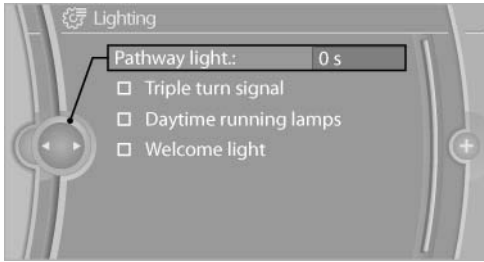 Lighting
Pathway light.: 0 s
Triple turn signal
Daytime running lamps
Welcome light